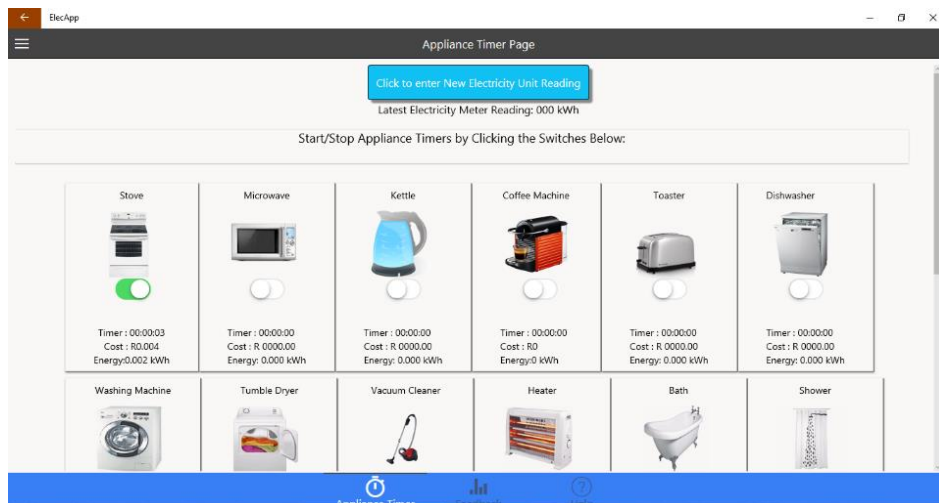 ElecApp
Appliance Timer Page
Click to enter New Electricity Unit Reading
Latest Electricity Meter Reading: 000 kWh
Start/Stop Appliance Timers by Clicking the Switches Below:
Stove
Microwave
Kettle
Coffee Machine
Toaster
Dishwasher
Timer : 00:00:03
Cost : R0.004
Energy:0.002 kWh
Timer : 00:00:00
Cost : R 0000.00
Energy: 0.000 kWh
Timer : 00:00:00
Cost : R 0000.00
Energy: 0.000 kWh
Timer : 00:00:00
Cost : R0
Energy:0 kWh
Timer : 00:00:00
Cost : R 0000.00
Energy: 0.000 kWh
Timer : 00:00:00
Cost : R 0000.00
Energy: 0.000 kWh
Washing Machine
Tumble Dryer
Vacuum Cleaner
Heater
Bath
Shower
Appliance Timer